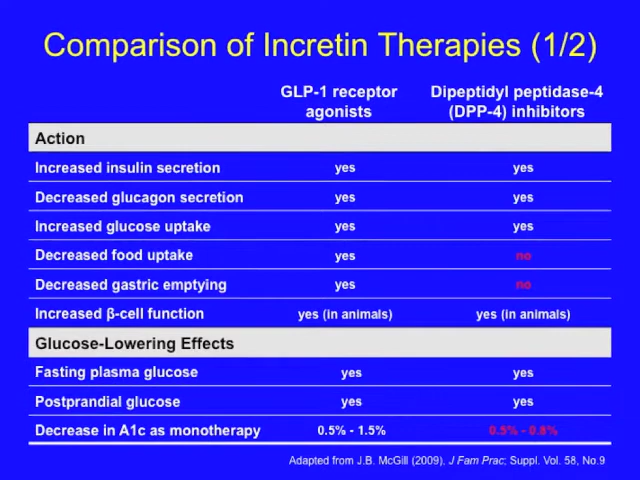 Comparison of Incretin Therapies (1/2)
GLP-1 receptor agonists Dipeptidyl peptidase-4 (DPP-4) inhibitors
Action
Increased insulin secretion yes yes
Decreased glucagon secretion yes yes
Increased glucose uptake yes yes
Decreased food uptake yes no
Decreased gastric emptying yes no
Increased β-cell function yes (in animals) yes (in animals)
Glucose-Lowering Effects
Fasting plasma glucose yes yes
Postprandial glucose yes yes
Decrease in A1c as monotherapy 0.5% - 1.5% 0.5% - 0.8%
Adapted from J.B. McGill (2009), J Fam Prac; Suppl. Vol. 58, No.9